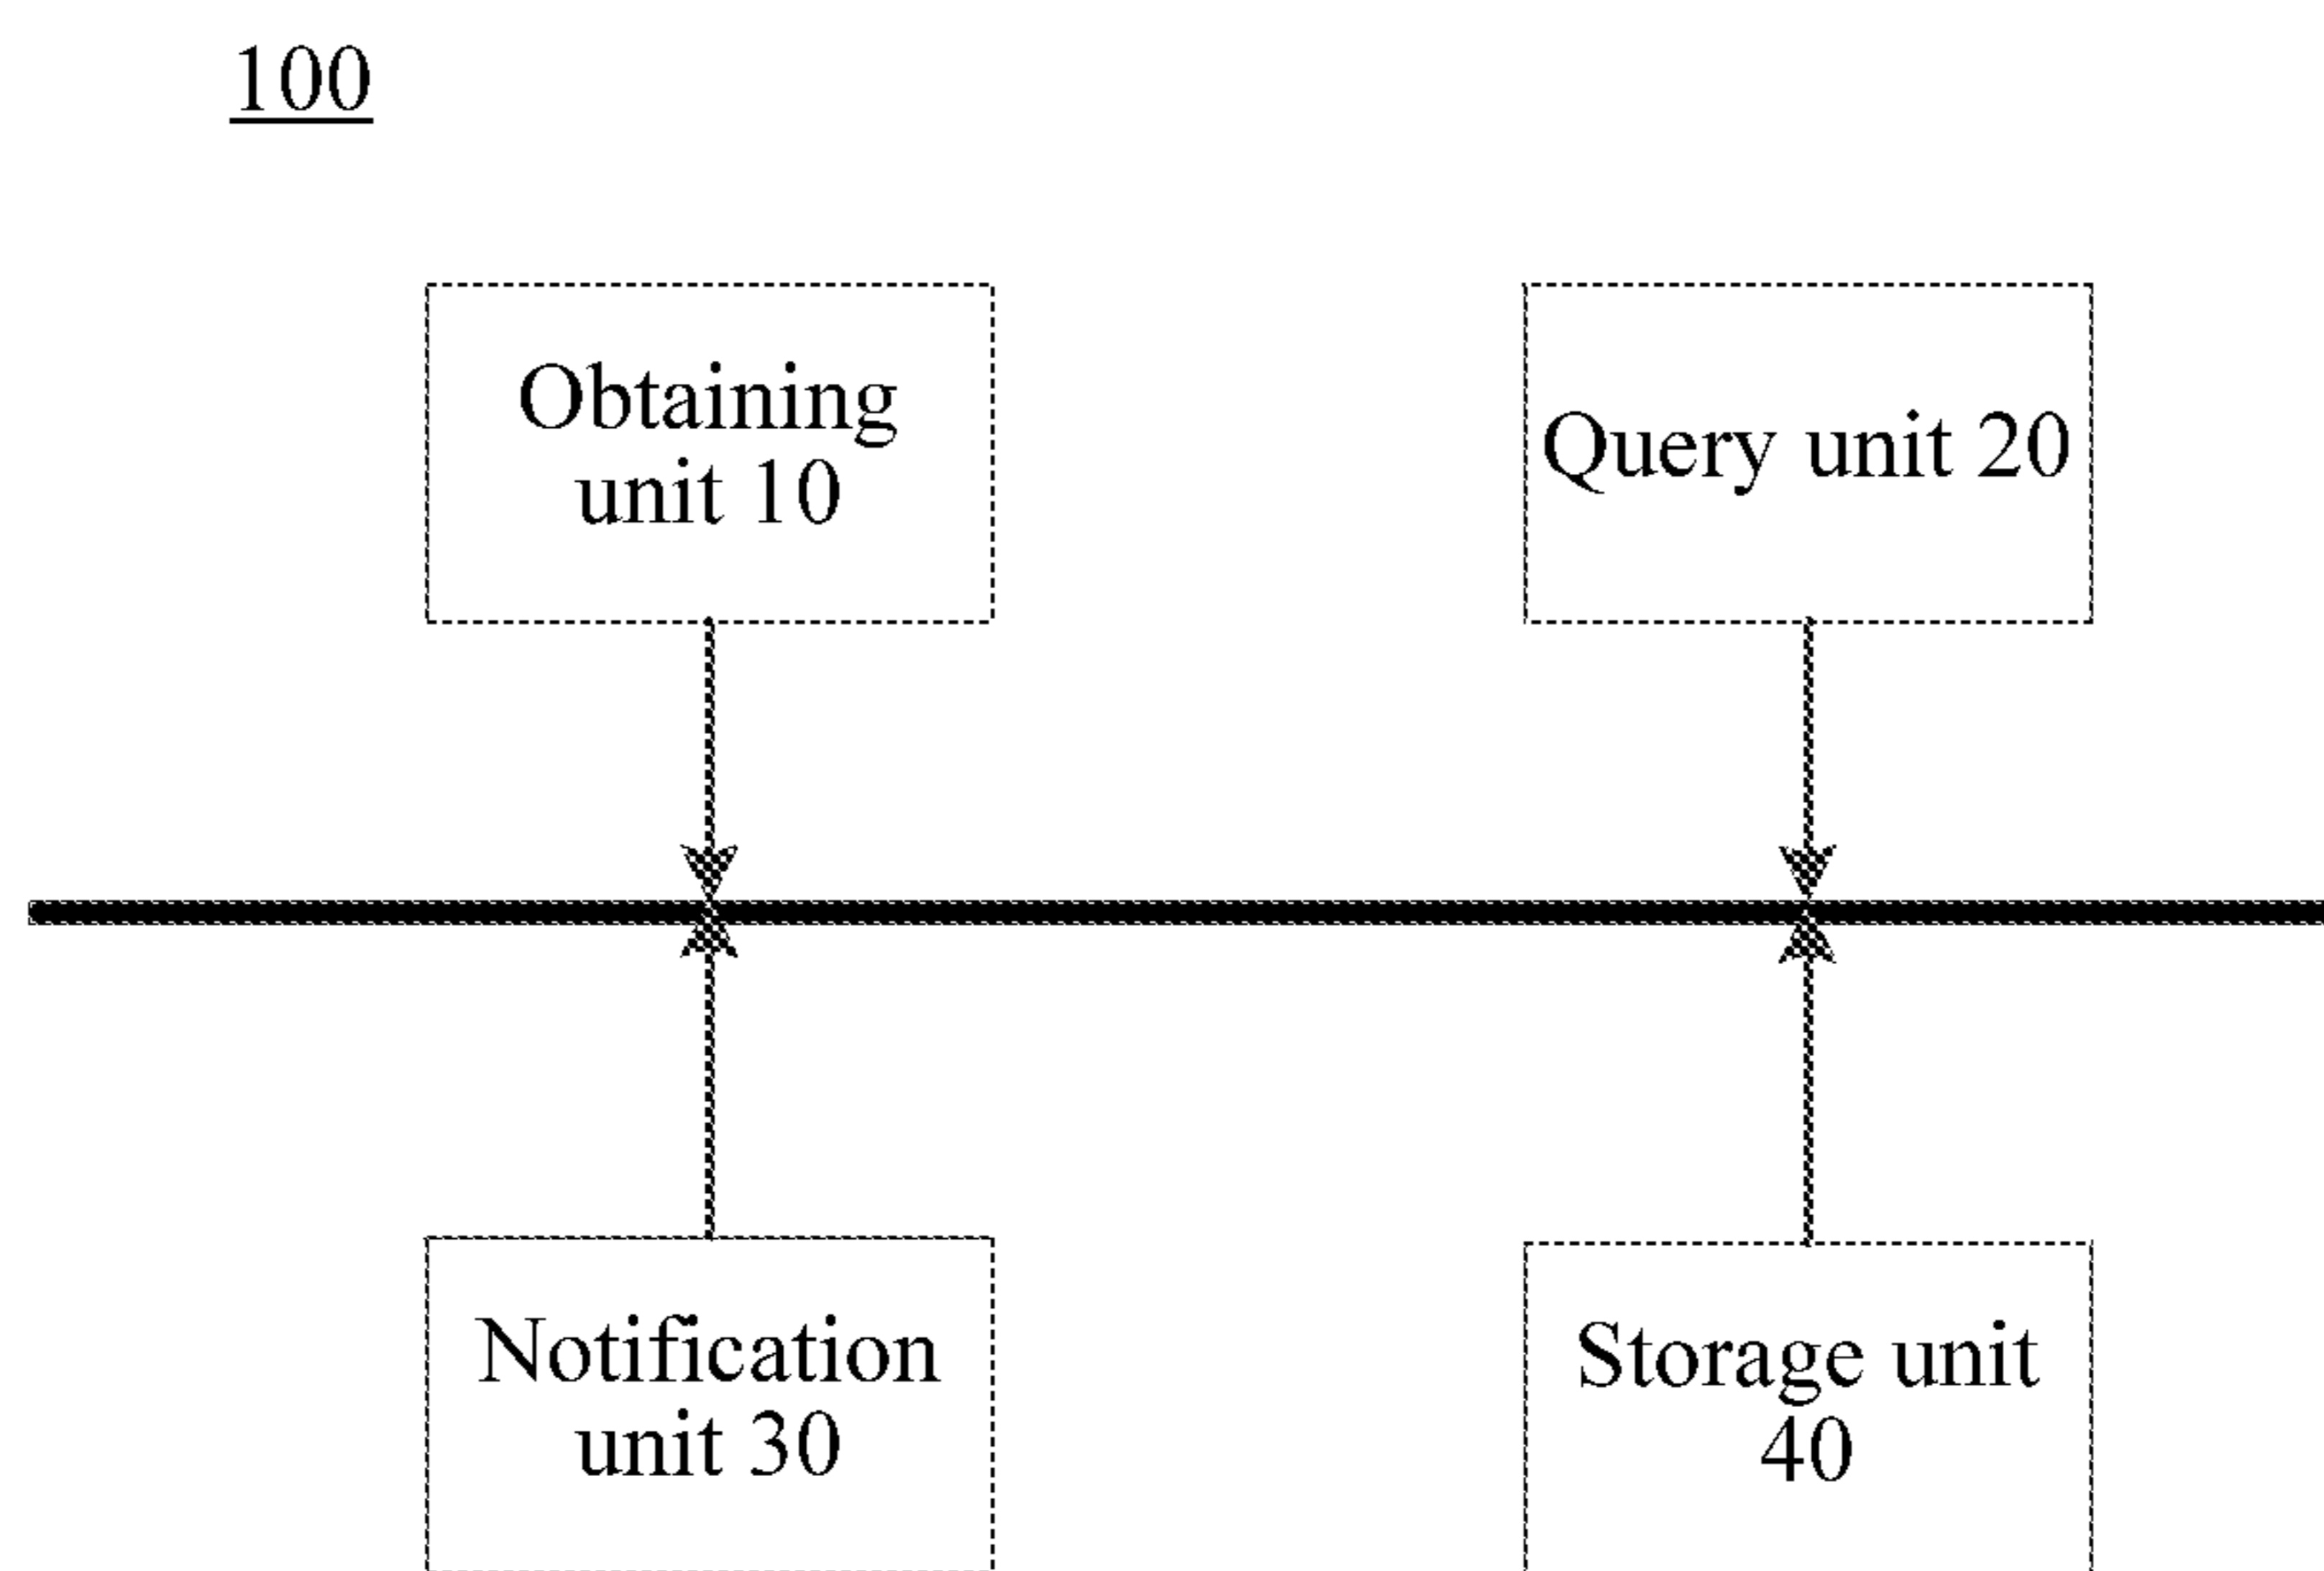 100
Obtaining
unit 10
Query unit 20
Notification
unit 30
Storage unit
40